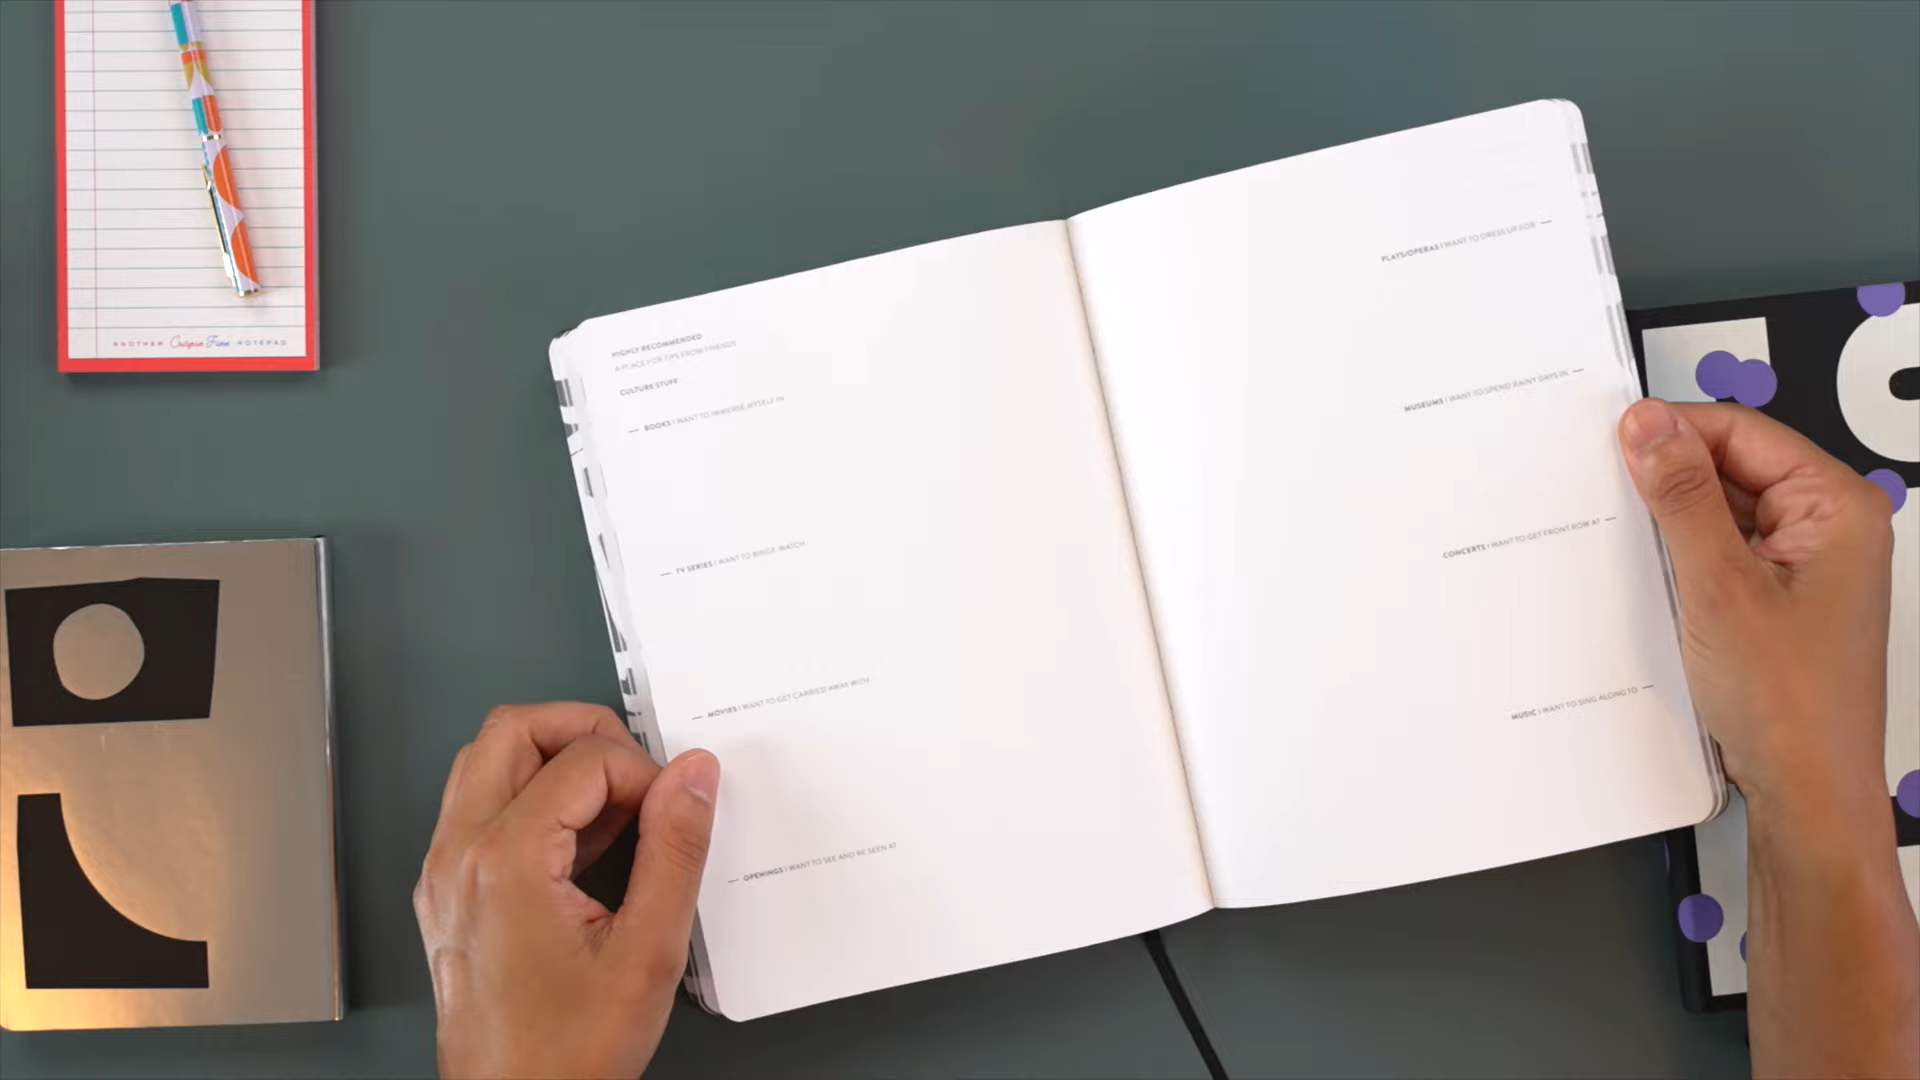 ANOTHER Crispin Finn NOTEPAD
HIGHLY RECOMMENDED
A PLACE FOR TIPS FROM FRIENDS
CULTURE STUFF
— BOOKS I WANT TO IMMERSE MYSELF IN
— TV SERIES I WANT TO BINGE WATCH
— MOVIES I WANT TO GET CARRIED AWAY WITH
— OPENINGS I WANT TO SEE AND BE SEEN AT
PLAYS/OPERAS I WANT TO DRESS UP FOR —
MUSEUMS I WANT TO SPEND RAINY DAYS IN —
CONCERTS I WANT TO GET FRONT ROW AT —
MUSIC I WANT TO SING ALONG TO —